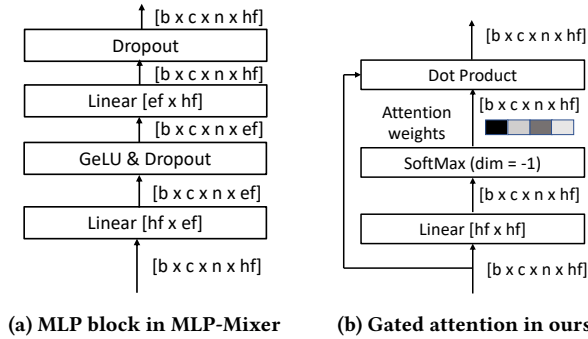 [b x c x n x hf]
Dropout
[b x c x n x hf]
Linear [ef x hf]
[b x c x n x ef]
GeLU & Dropout
[b x c x n x ef]
Linear [hf x ef]
[b x c x n x hf]
(a) MLP block in MLP-Mixer
[b x c x n x hf]
Dot Product
[b x c x n x hf]
Attention
weights
SoftMax (dim = -1)
[b x c x n x hf]
Linear [hf x hf]
[b x c x n x hf]
(b) Gated attention in ours